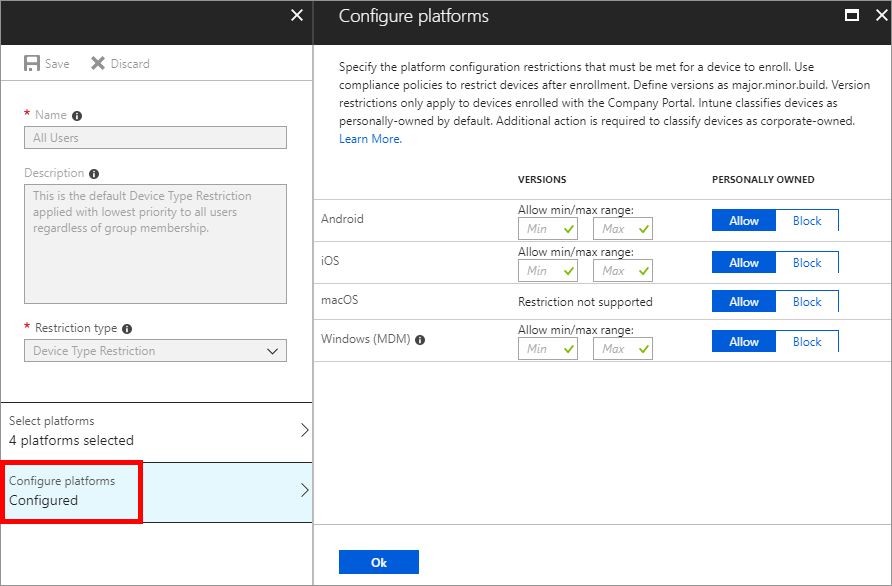 Configure platforms
Save
Discard
* Name
All Users
Description
This is the default Device Type Restriction
applied with lowest priority to all users
regardless of group membership.
* Restriction type
Device Type Restriction
Select platforms
4 platforms selected
Configure platforms
Configured
Specify the platform configuration restrictions that must be met for a device to enroll. Use
compliance policies to restrict devices after enrollment. Define versions as major.minor.build. Version
restrictions only apply to devices enrolled with the Company Portal. Intune classifies devices as
personally-owned by default. Additional action is required to classify devices as corporate-owned.
Learn More.
VERSIONS PERSONALLY OWNED
Android
Allow min/max range:
Min Max
Allow Block
iOS
Allow min/max range:
Min Max
Allow Block
macOS
Restriction not supported
Allow Block
Windows (MDM)
Allow min/max range:
Min Max
Allow Block
Ok